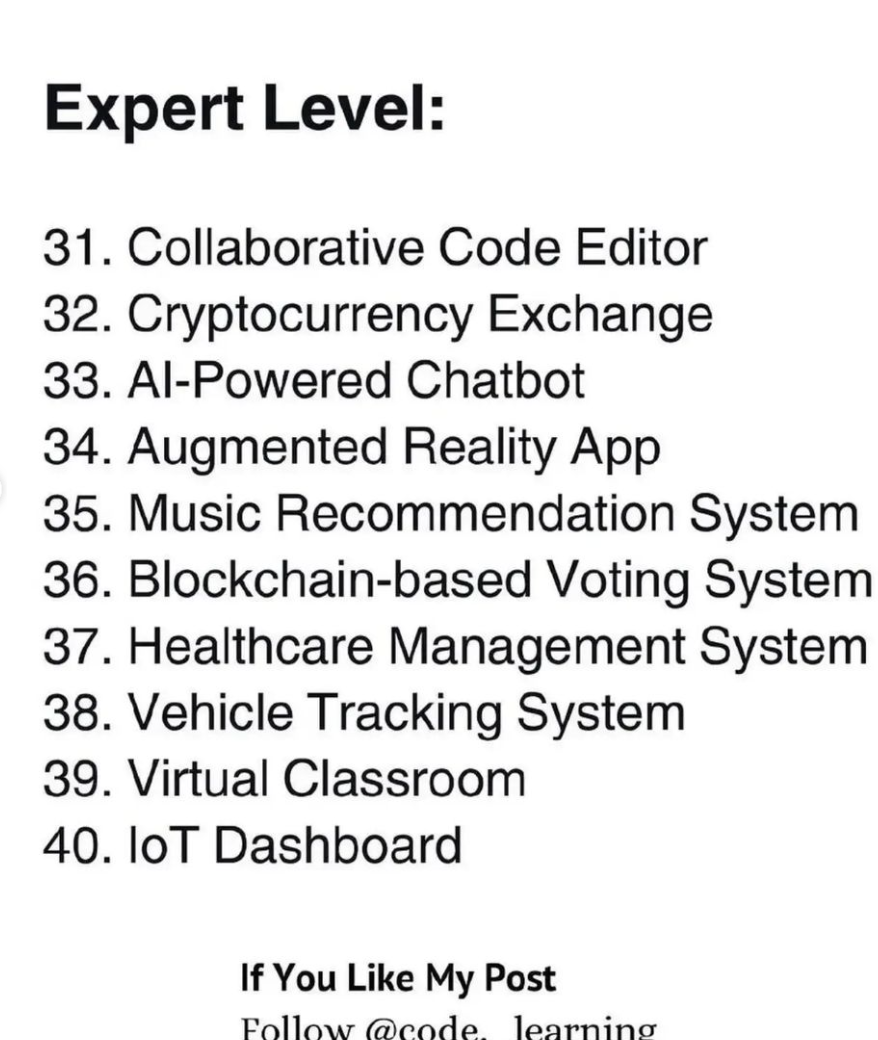 Expert Level:
31. Collaborative Code Editor
32. Cryptocurrency Exchange
33. AI-Powered Chatbot
34. Augmented Reality App
35. Music Recommendation System
36. Blockchain-based Voting System
37. Healthcare Management System
38. Vehicle Tracking System
39. Virtual Classroom
40. IoT Dashboard
If You Like My Post
Follow @code._learning